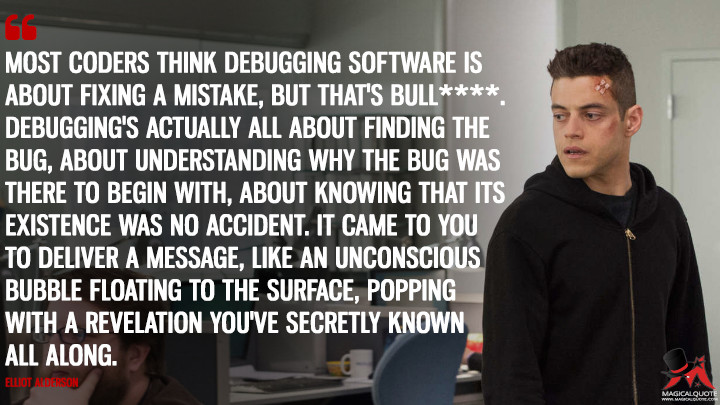 MOST CODERS THINK DEBUGGING SOFTWARE IS
ABOUT FIXING A MISTAKE, BUT THAT'S BULL****.
DEBUGGING'S ACTUALLY ALL ABOUT FINDING THE
BUG, ABOUT UNDERSTANDING WHY THE BUG WAS
THERE TO BEGIN WITH, ABOUT KNOWING THAT ITS
EXISTENCE WAS NO ACCIDENT. IT CAME TO YOU
TO DELIVER A MESSAGE, LIKE AN UNCONSCIOUS
BUBBLE FLOATING TO THE SURFACE, POPPING
WITH A REVELATION YOU'VE SECRETLY KNOWN
ALL ALONG.
ELLIOT ALDERSON
MAGICALQUOTE
WWW.MAGICALQUOTE.COM